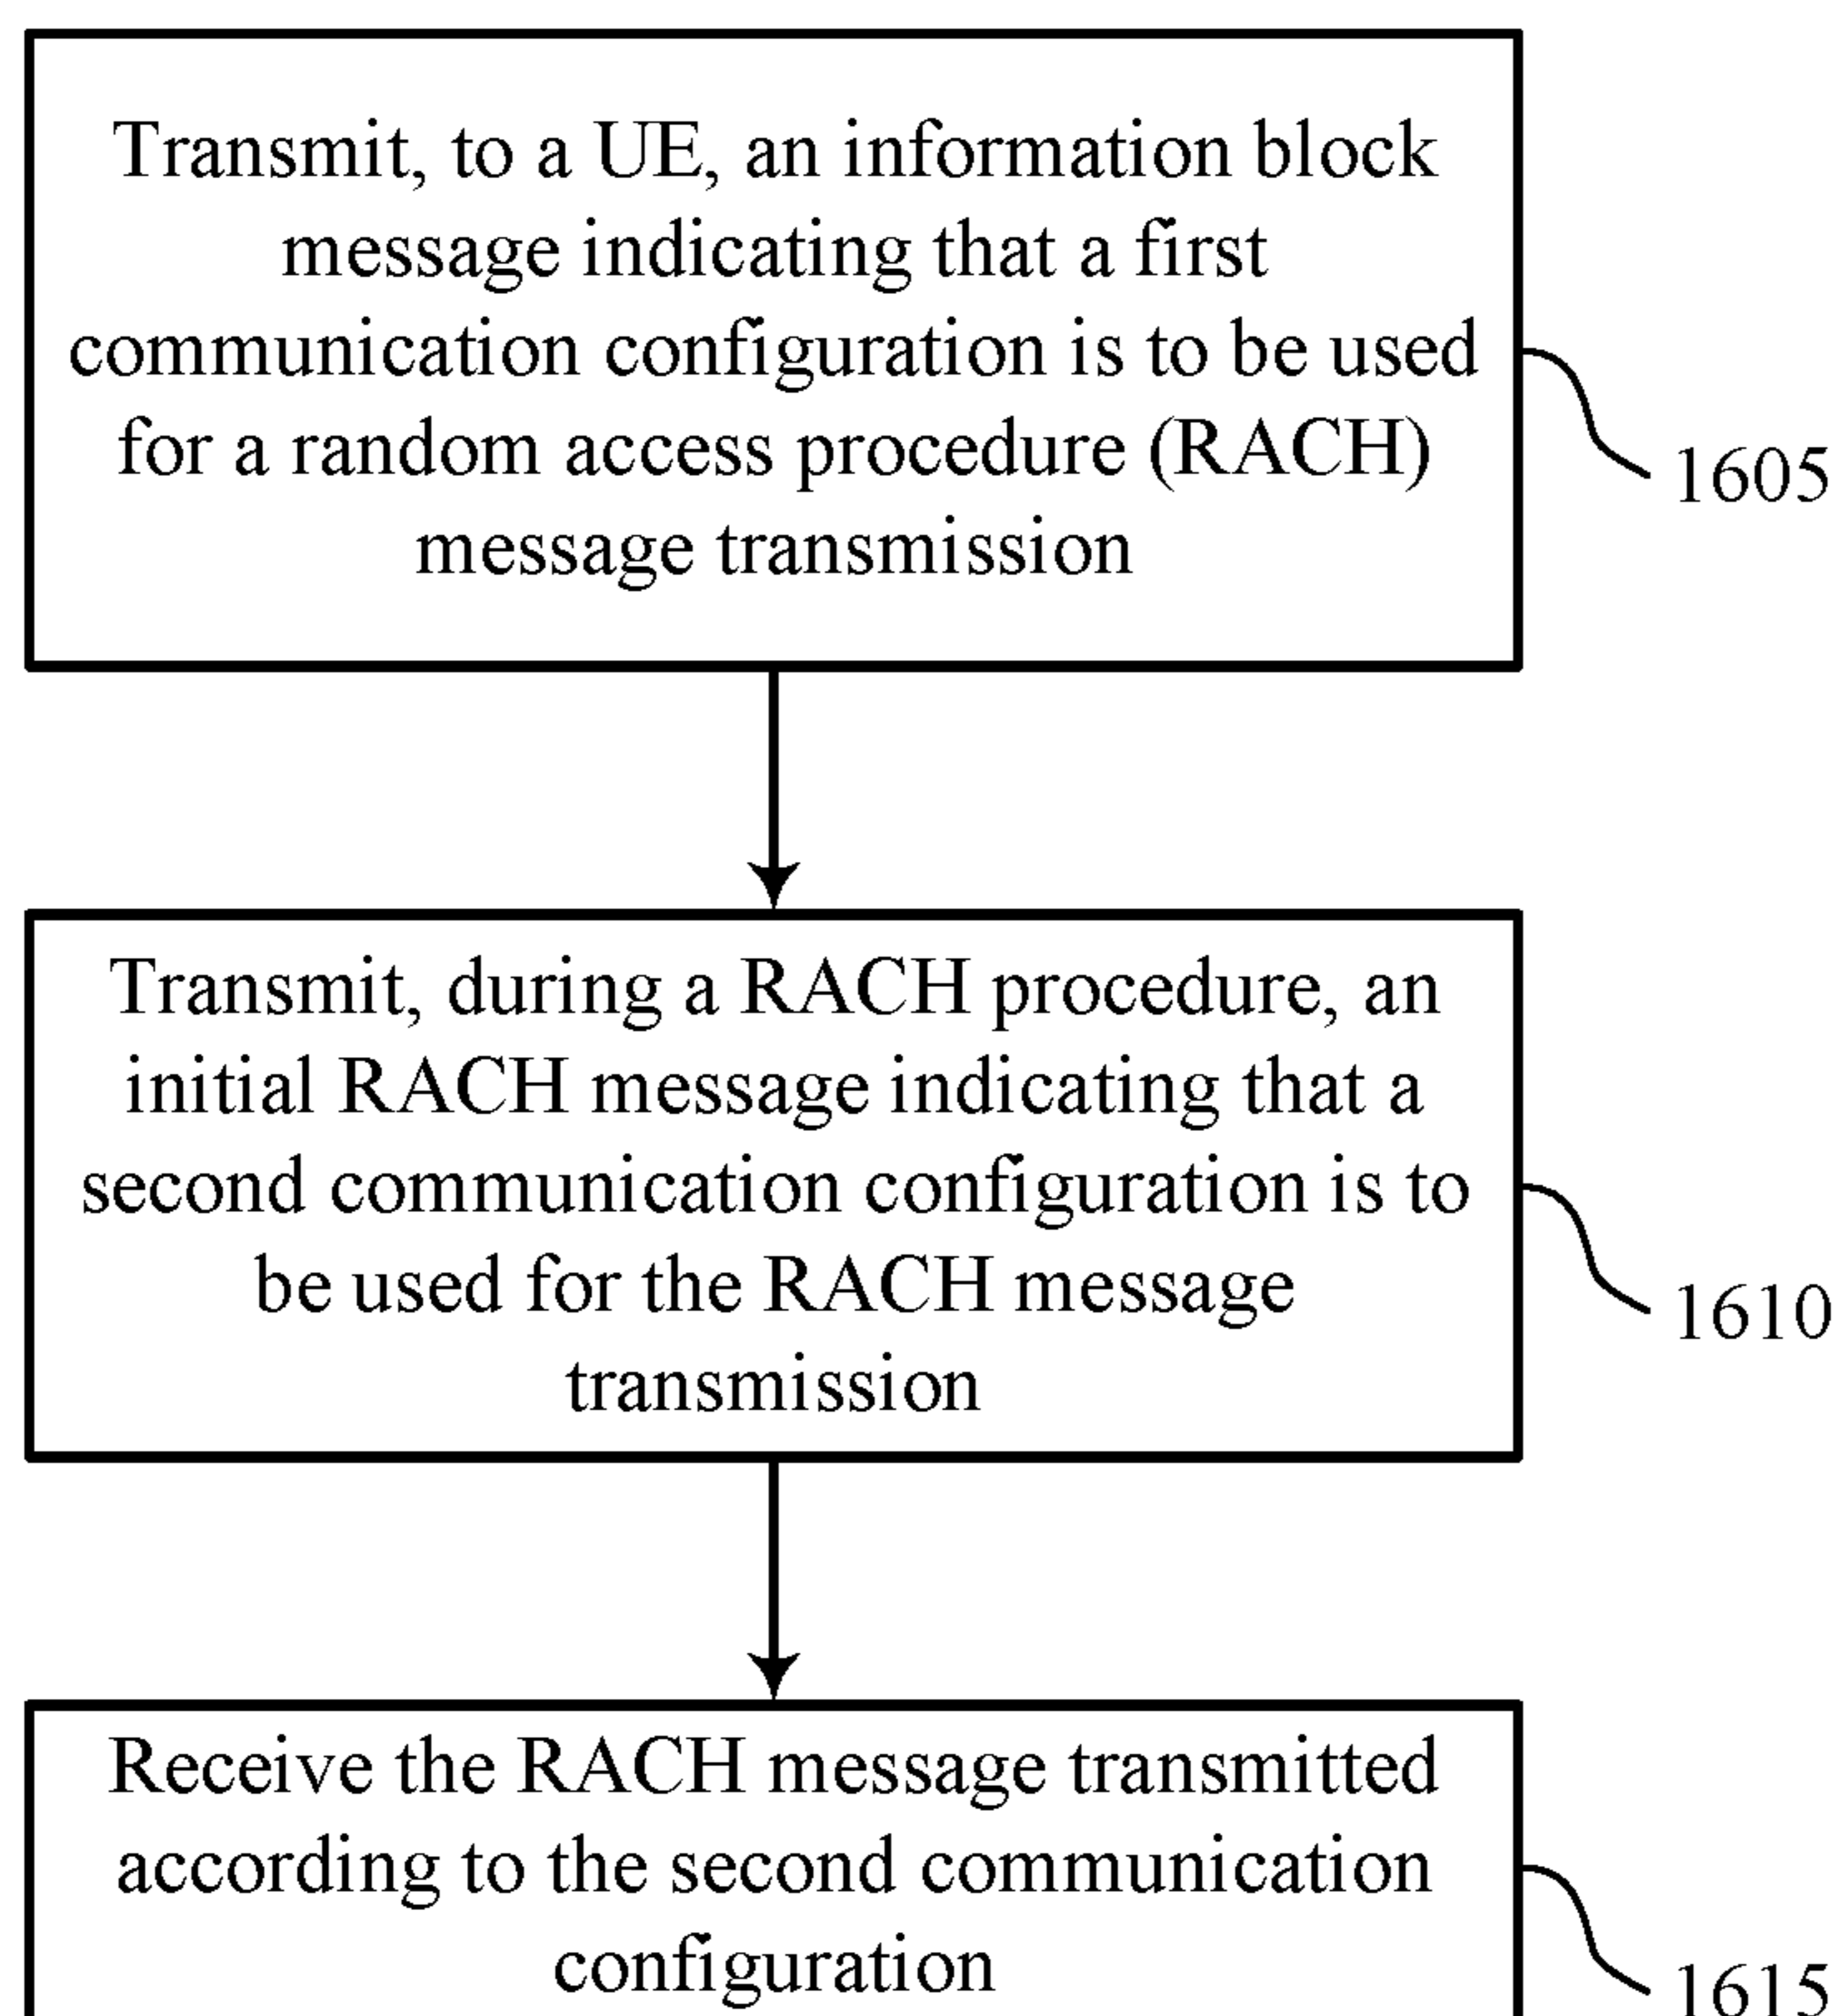 Transmit, to a UE, an information block
message indicating that a first
communication configuration is to be used
for a random access procedure (RACH)
message transmission
1605
Transmit, during a RACH procedure, an
initial RACH message indicating that a
second communication configuration is to
be used for the RACH message
transmission
1610
Receive the RACH message transmitted
according to the second communication
configuration
1615